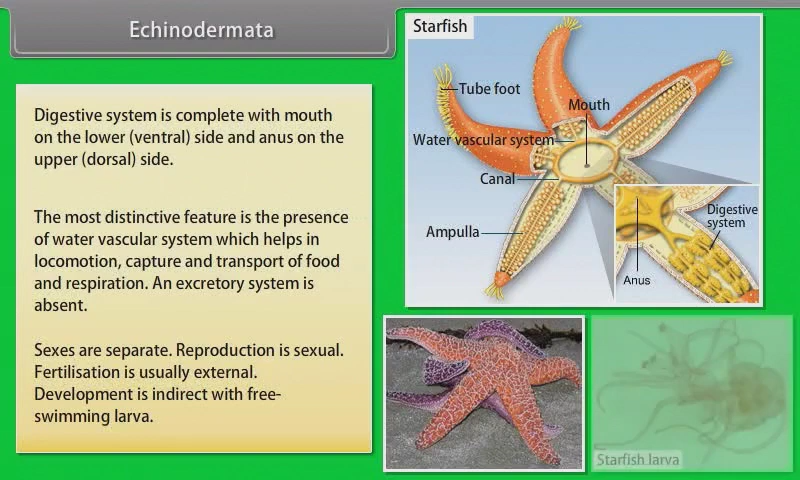 Echinodermata
Digestive system is complete with mouth
on the lower (ventral) side and anus on the
upper (dorsal) side.
The most distinctive feature is the presence
of water vascular system which helps in
locomotion, capture and transport of food
and respiration. An excretory system is
absent.
Sexes are separate. Reproduction is sexual.
Fertilisation is usually external.
Development is indirect with free-
swimming larva.
Starfish
Tube foot
Mouth
Water vascular system
Canal
Ampulla
Digestive
system
Anus
Starfish larva